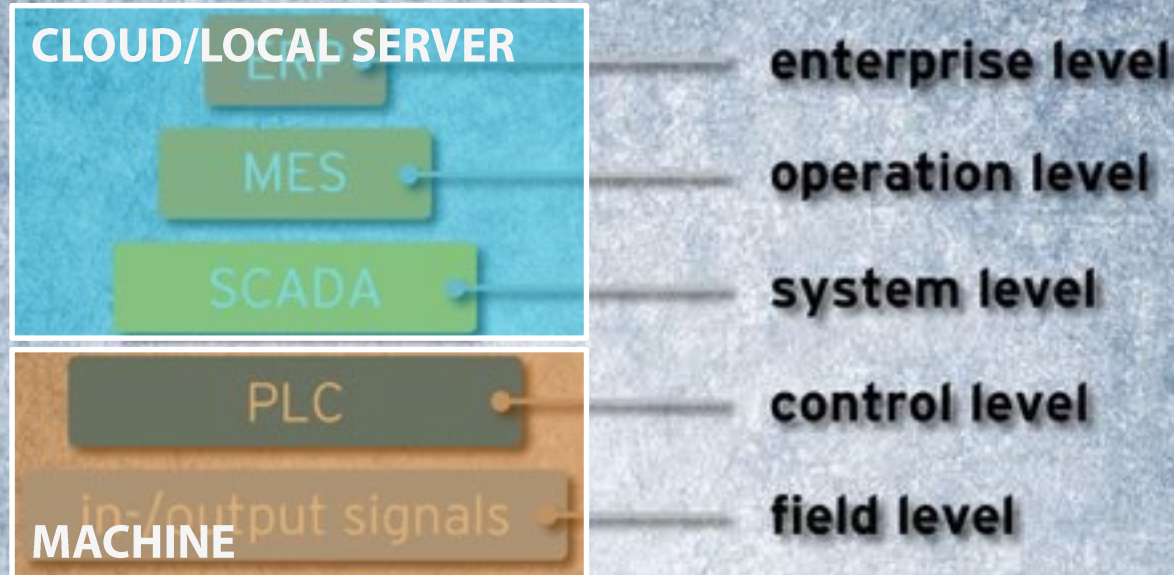 CLOUD/LOCAL SERVER
ERP
enterprise level
MES
operation level
SCADA
system level
PLC
control level
in-/output signals
field level
MACHINE